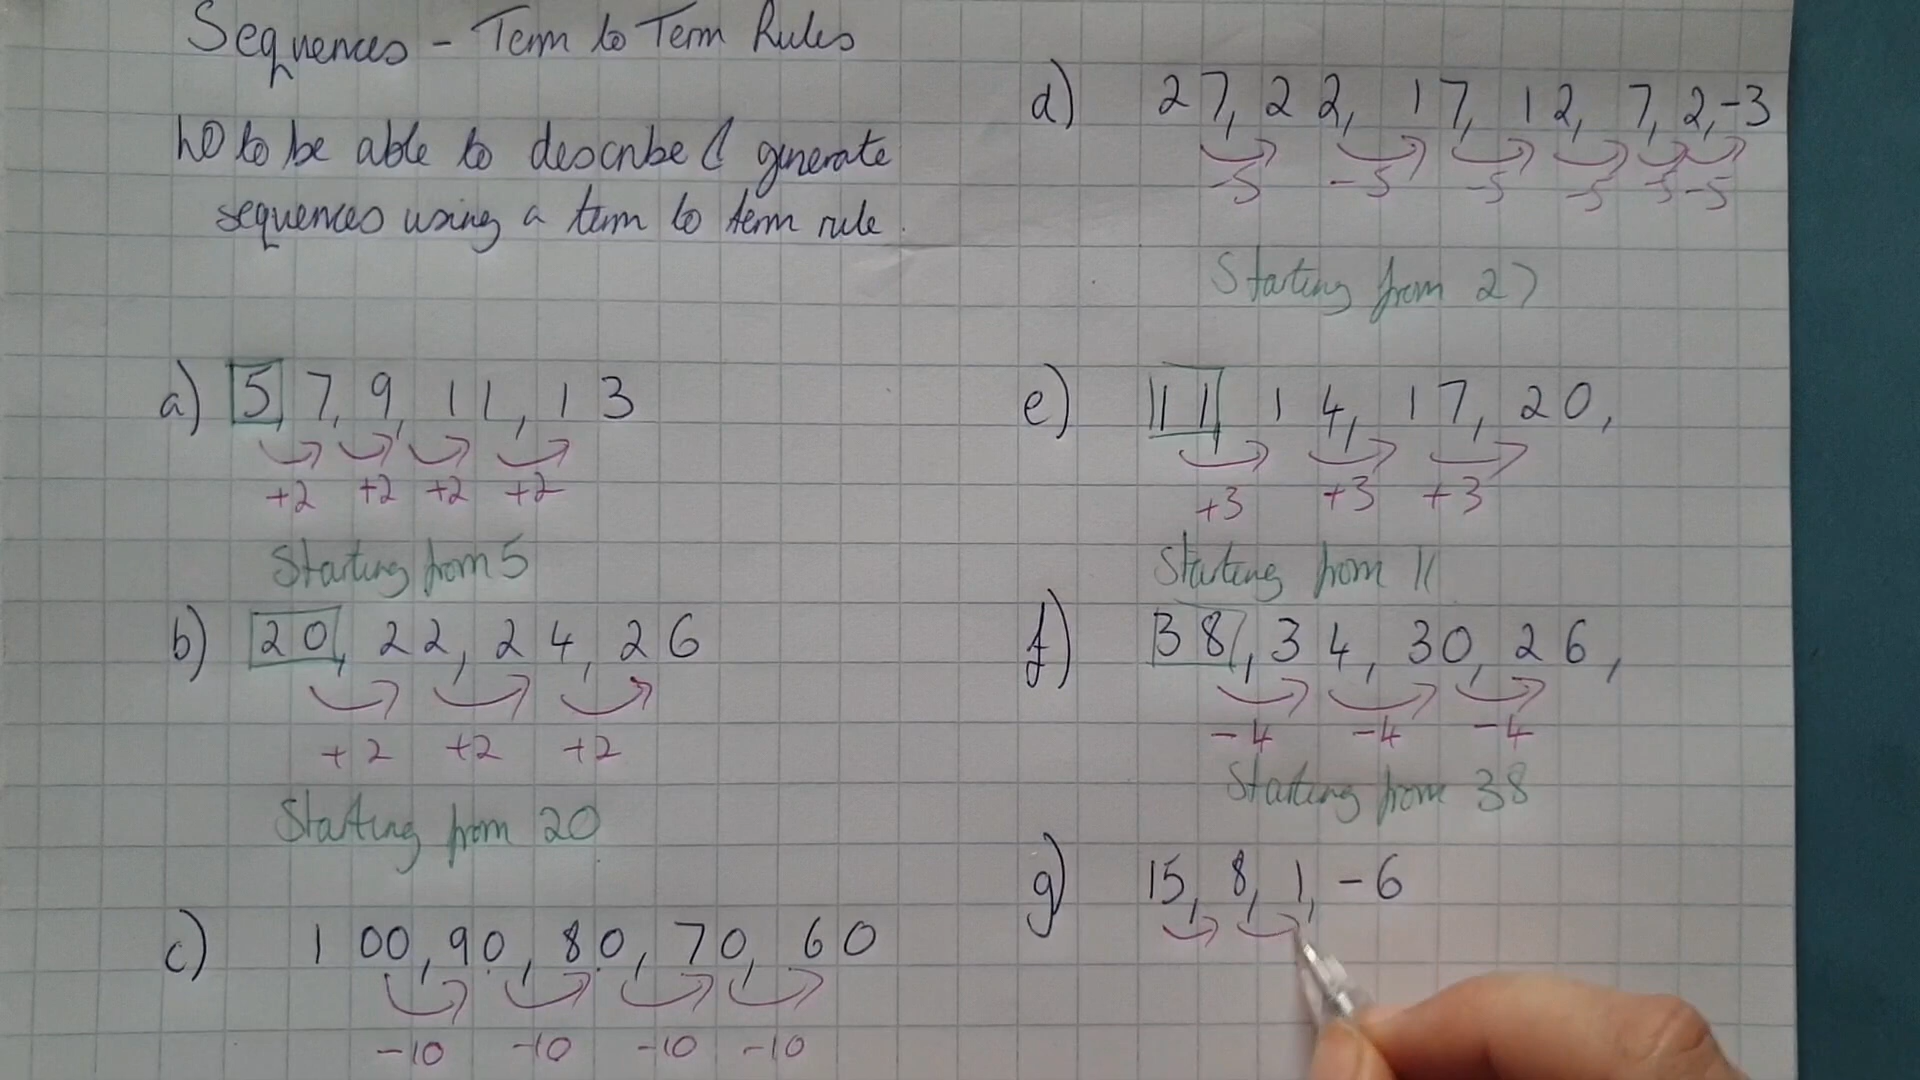 Sequences - Term to Term Rules
LO to be able to describe & generate
sequences using a term to term rule.
a) 5, 7, 9, 11, 13
+2 +2 +2 +2
Starting from 5
b) 20, 22, 24, 26
+2 +2 +2
Starting from 20
c) 100, 90, 80, 70, 60
-10 -10 -10 -10
d) 27, 22, 17, 12, 7, 2, -3
-5 -5 -5 -5 -5 -5
Starting from 27
e) 11, 14, 17, 20,
+3 +3 +3
Starting from 11
f) 38, 34, 30, 26,
-4 -4 -4
Starting from 38
g) 15, 8, 1, -6